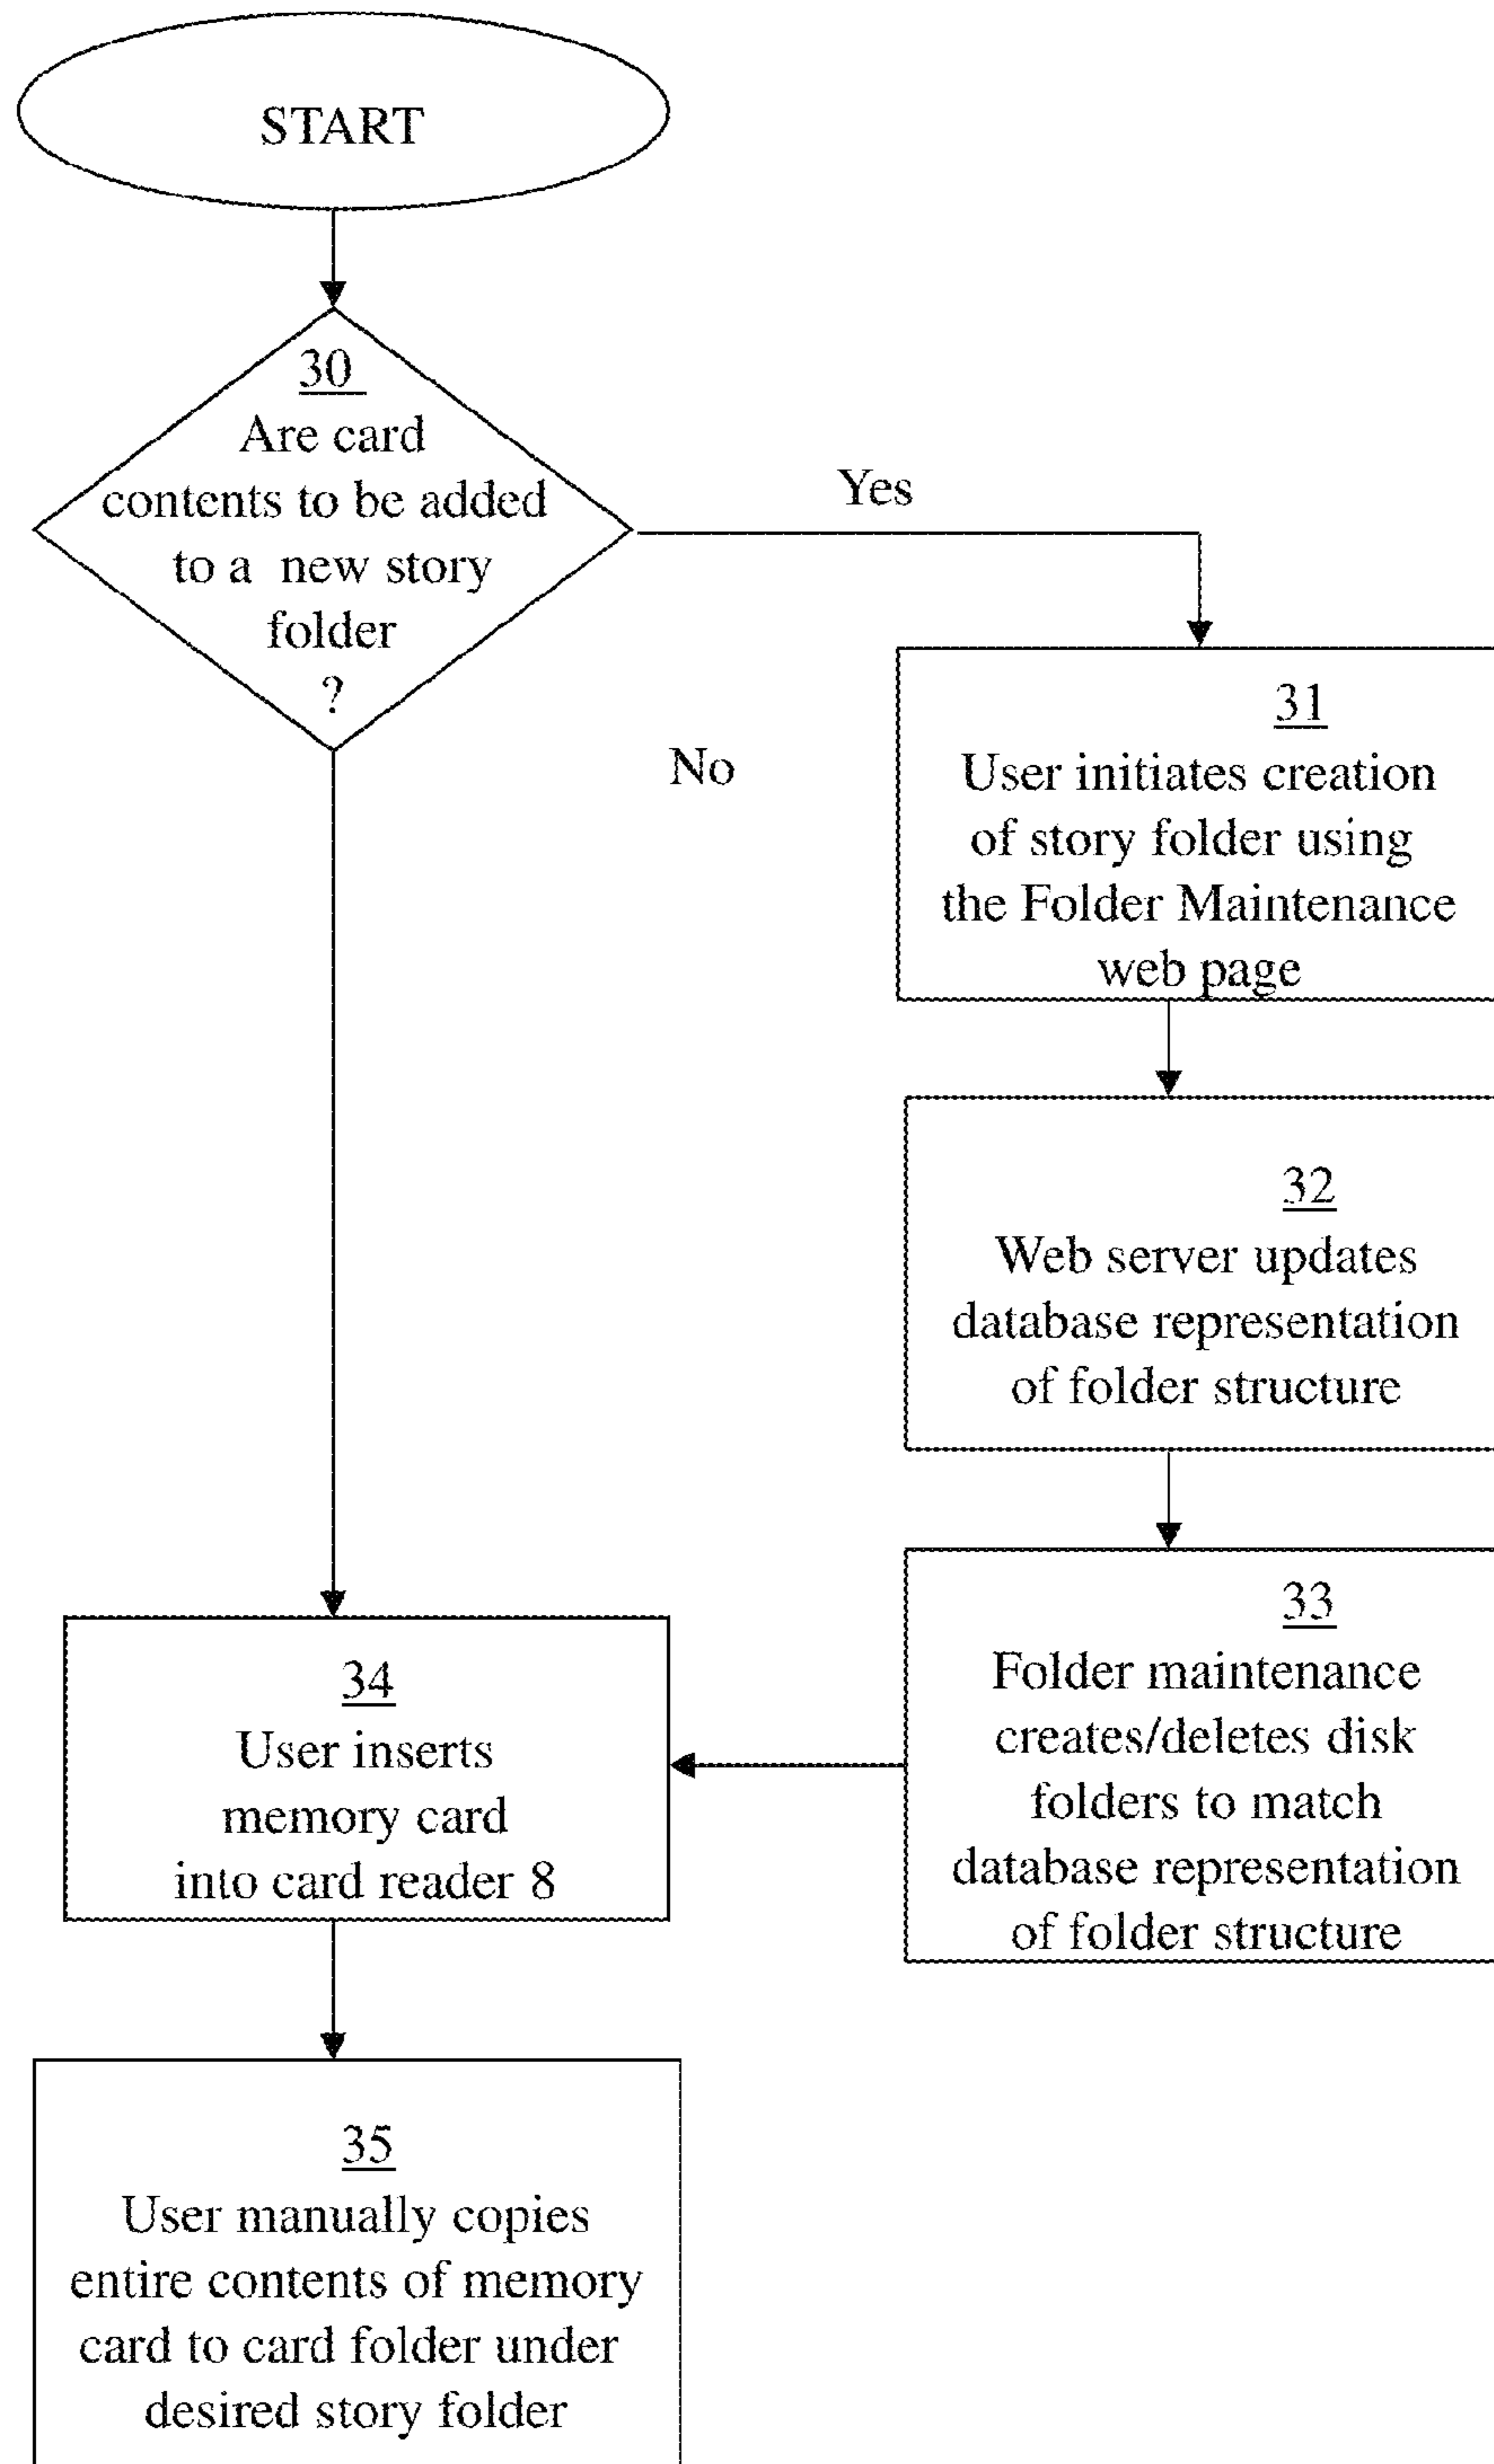 START
30
Are card
contents to be added
to a new story
folder
?
Yes
No
31
User initiates creation
of story folder using
the Folder Maintenance
web page
32
Web server updates
database representation
of folder structure
33
Folder maintenance
creates/deletes disk
folders to match
database representation
of folder structure
34
User inserts
memory card
into card reader 8
35
User manually copies
entire contents of memory
card to card folder under
desired story folder